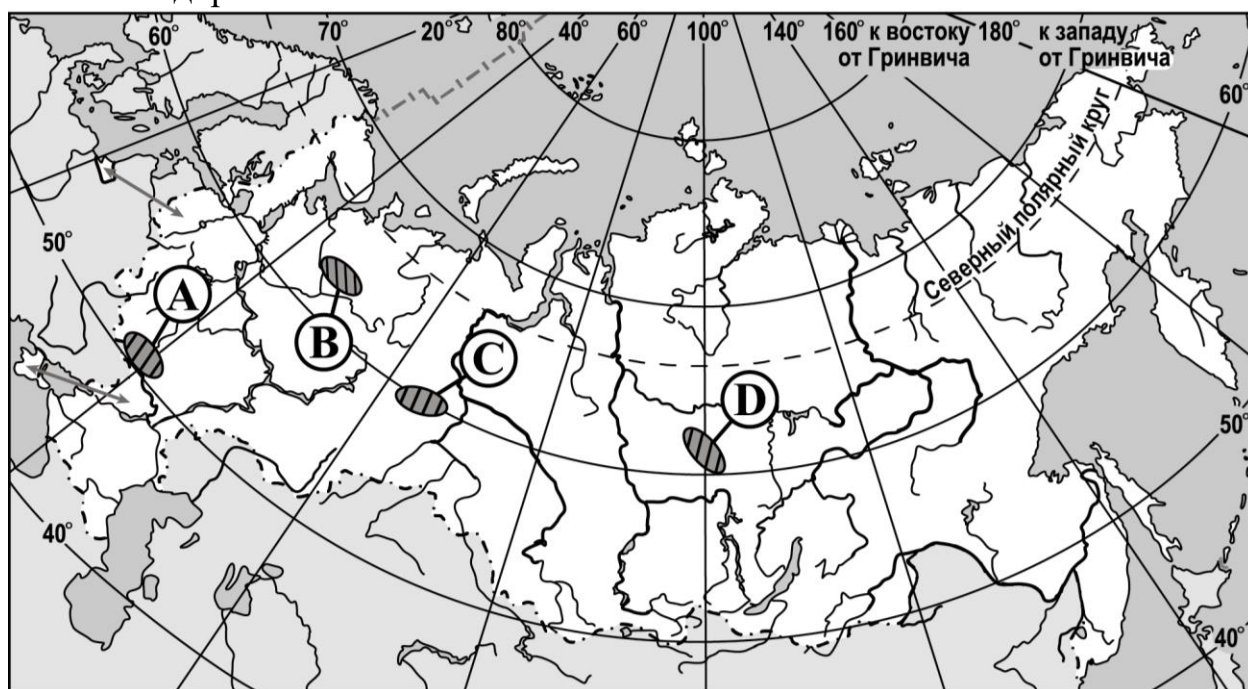 60° 70° 20° 80° 40° 60° 100° 140° 160° к востоку от Гринвича 180° к западу от Гринвича
60°
Северный полярный круг
50°
A
B
C
D
50°
40°
40°